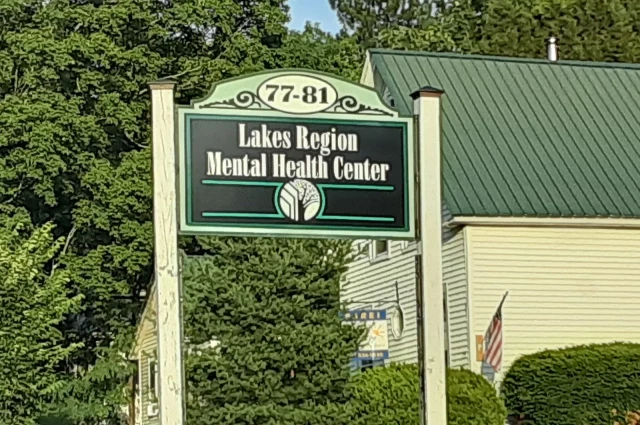 77-81
Lakes Region
Mental Health Center